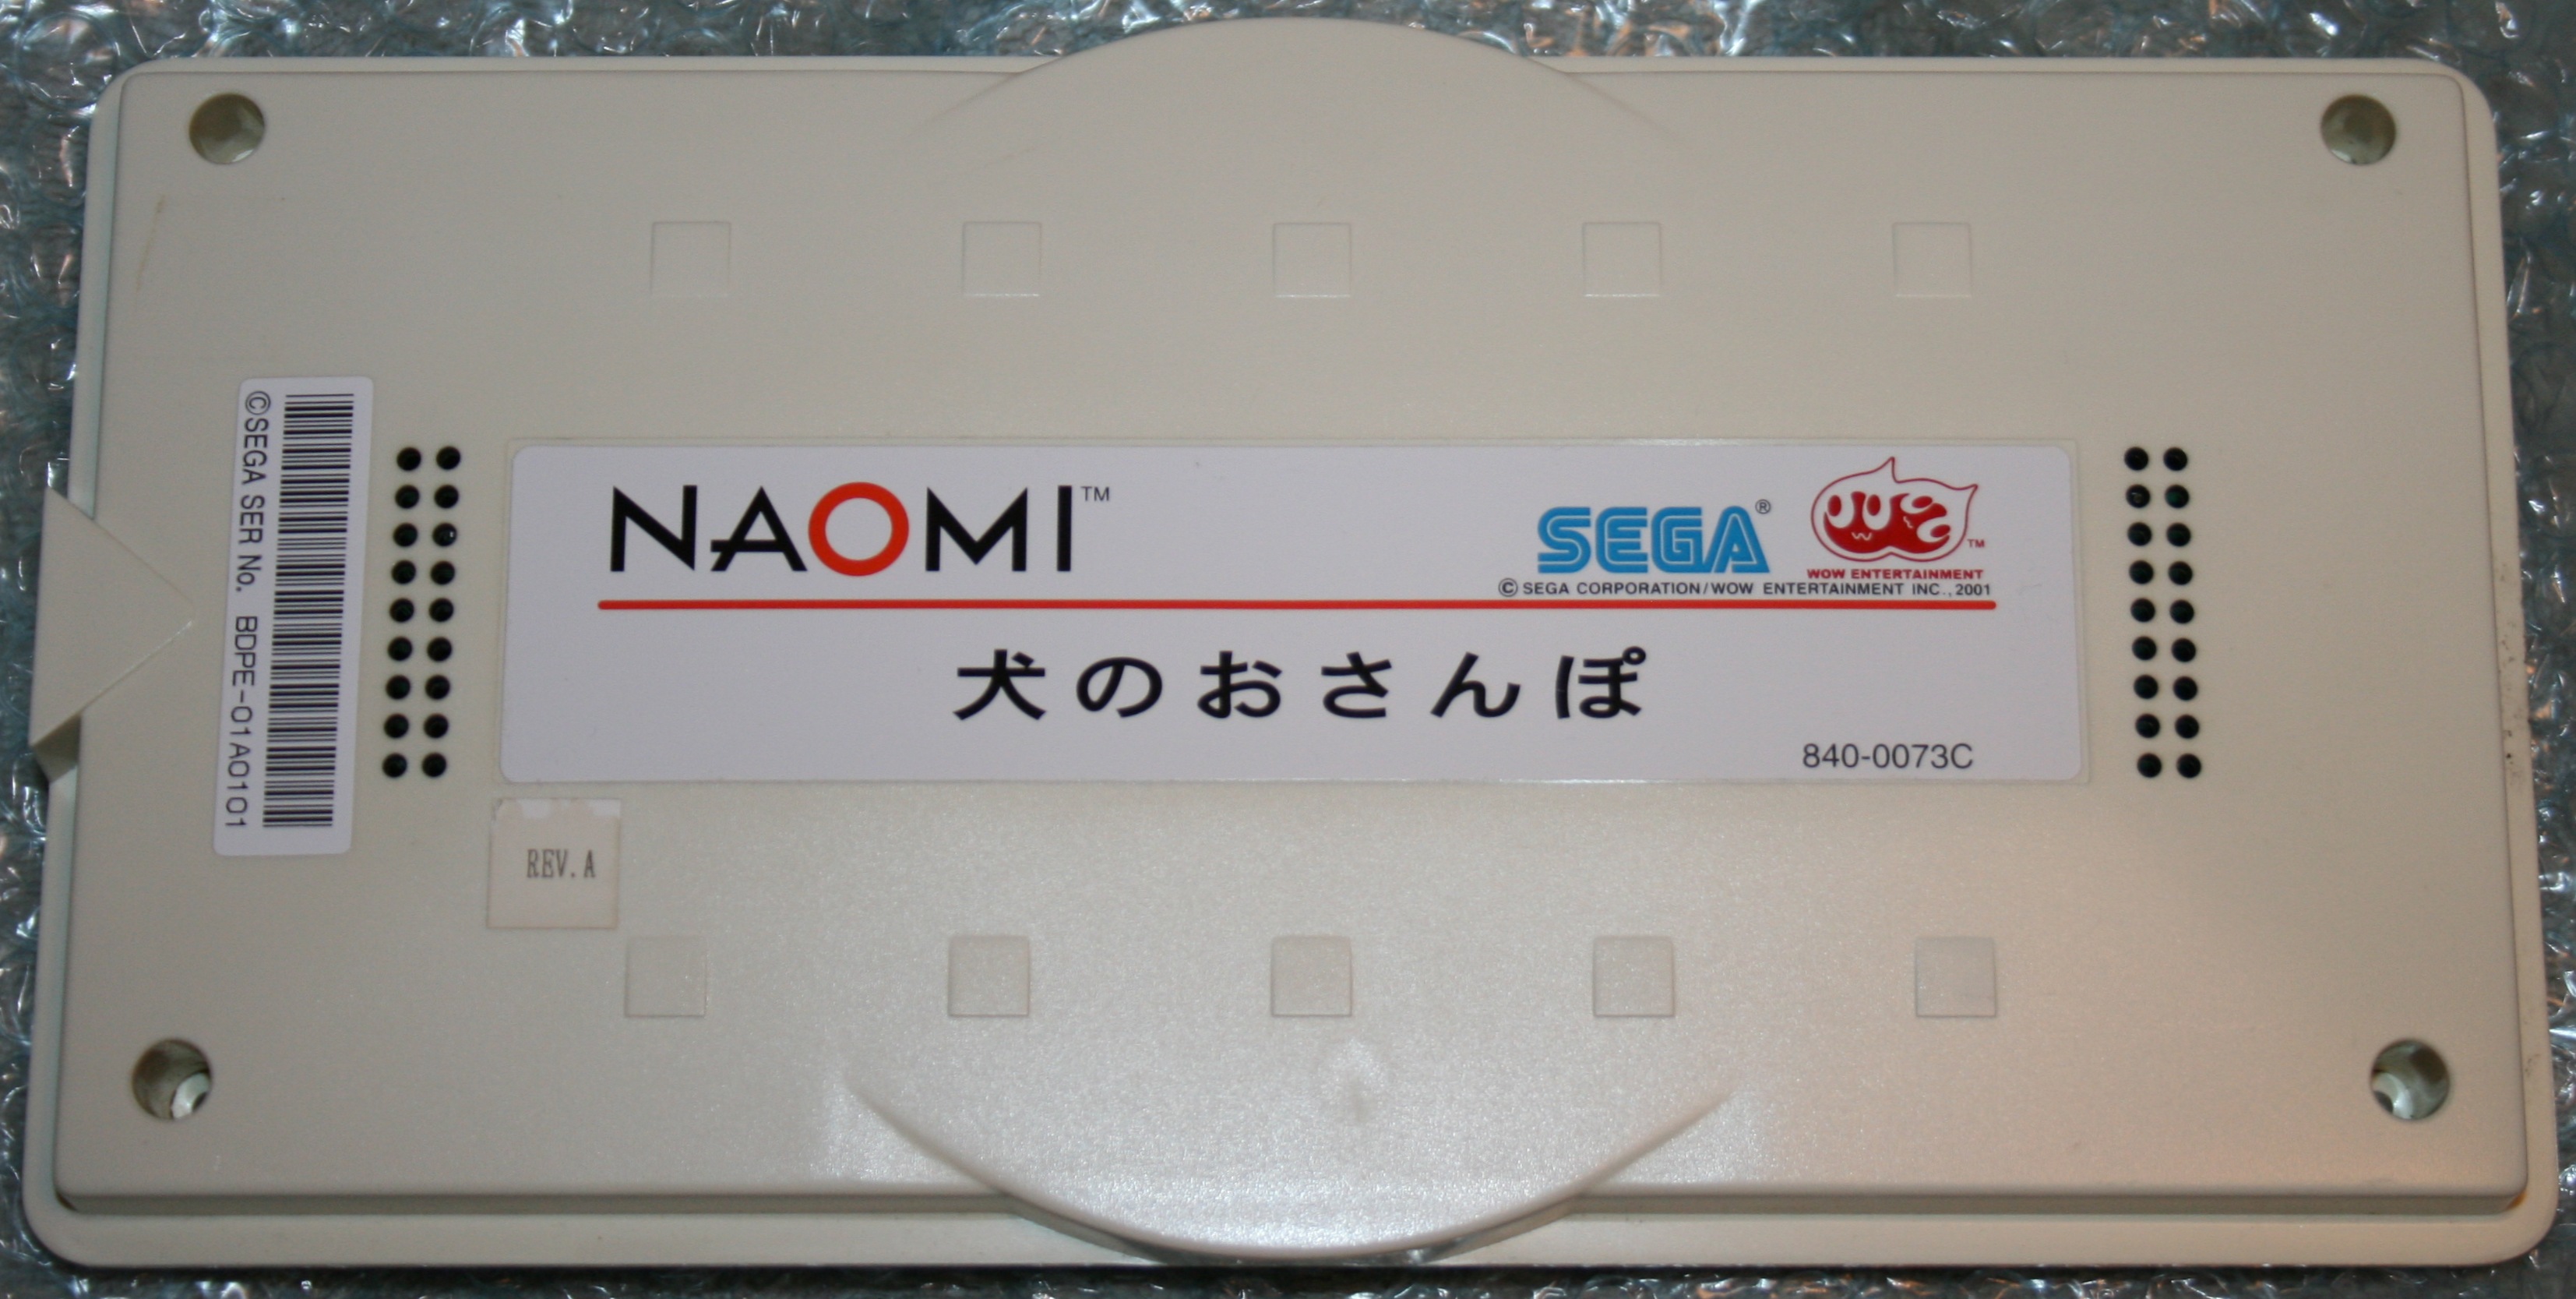 NAOMI™
SEGA®
WOW ENTERTAINMENT™
© SEGA CORPORATION/WOW ENTERTAINMENT INC., 2001
犬のおさんぽ
840-0073C
©SEGA SER No. BDPE-01A0101
REV.A